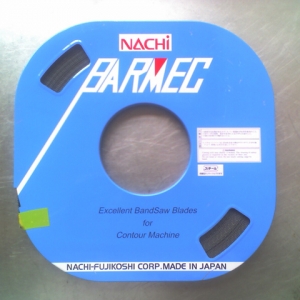 NACHi
BARMEC
Excellent BandSaw Blades
for
Contour Machine
NACHI-FUJIKOSHI CORP. MADE IN JAPAN